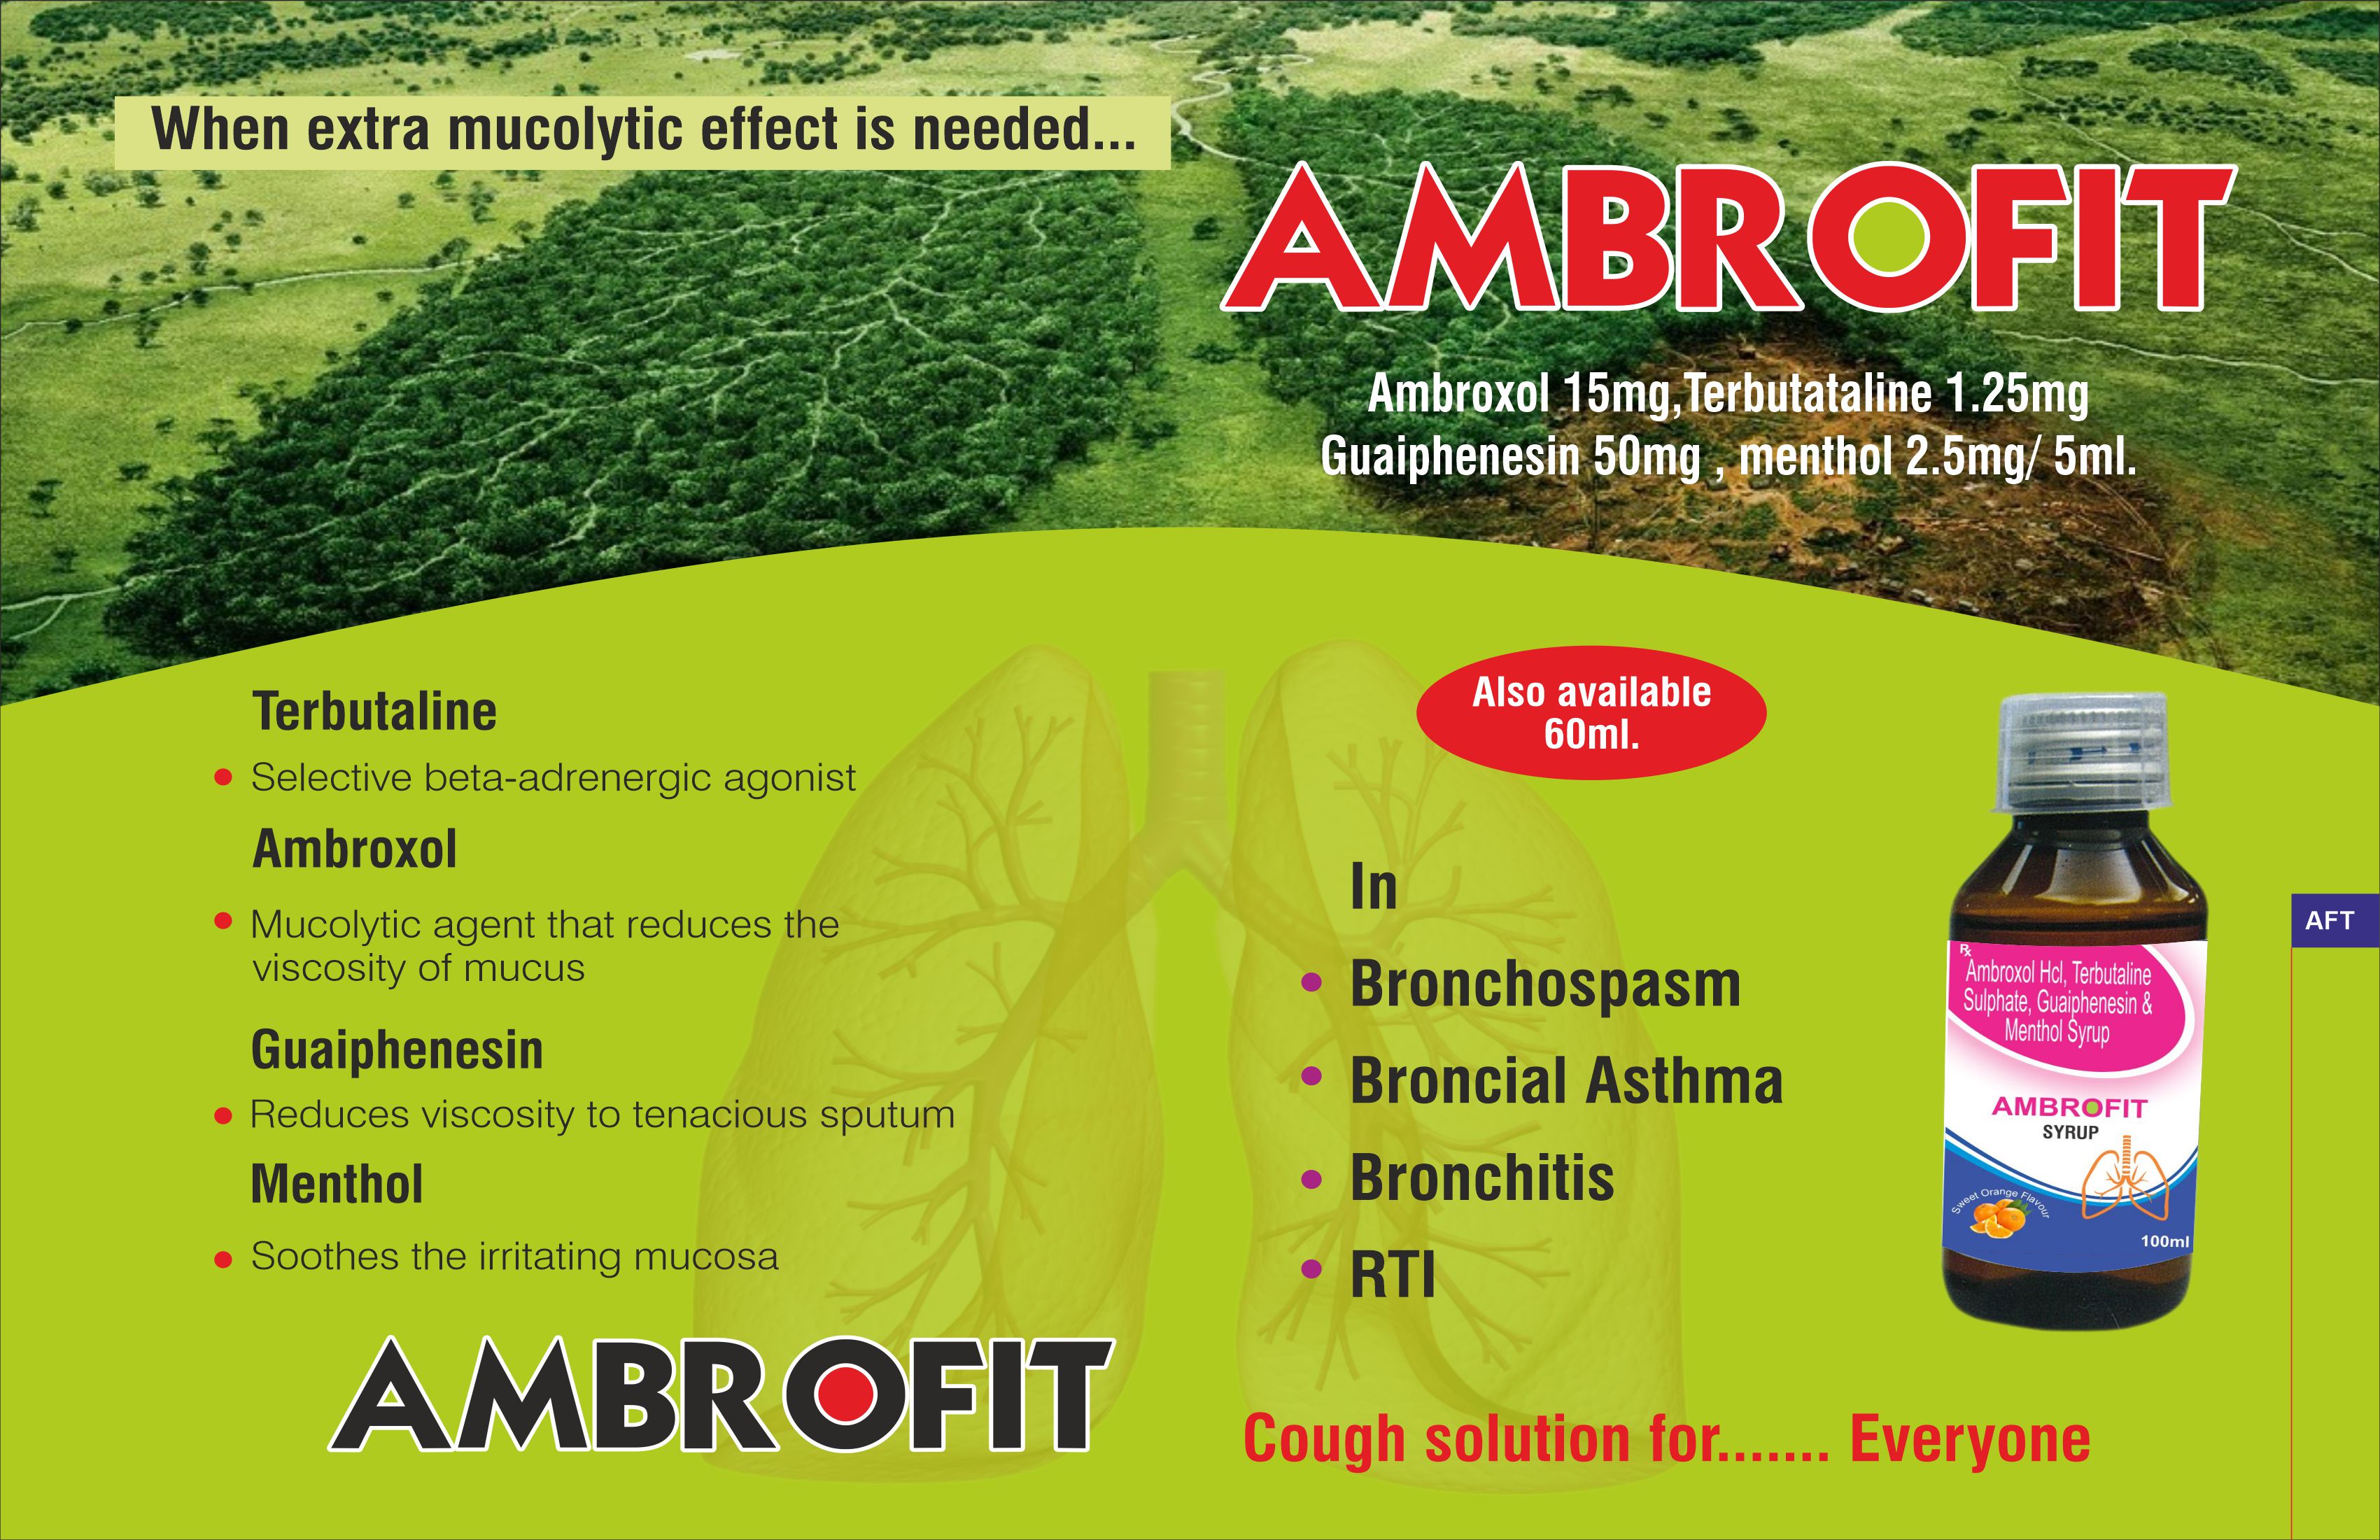 When extra mucolytic effect is needed...
AMBROFIT
Ambroxol 15mg,Terbutataline 1.25mg
Guaiphenesin 50mg , menthol 2.5mg/ 5ml.
Terbutaline
• Selective beta-adrenergic agonist
Ambroxol
• Mucolytic agent that reduces the
viscosity of mucus
Guaiphenesin
• Reduces viscosity to tenacious sputum
Menthol
• Soothes the irritating mucosa
AMBROFIT
Also available
60ml.
In
• Bronchospasm
• Broncial Asthma
• Bronchitis
• RTI
Cough solution for....... Everyone
Rx
Ambroxol Hcl, Terbutaline
Sulphate, Guaiphenesin &
Menthol Syrup
AMBROFIT
SYRUP
Sweet Orange Flavour
100ml
AFT